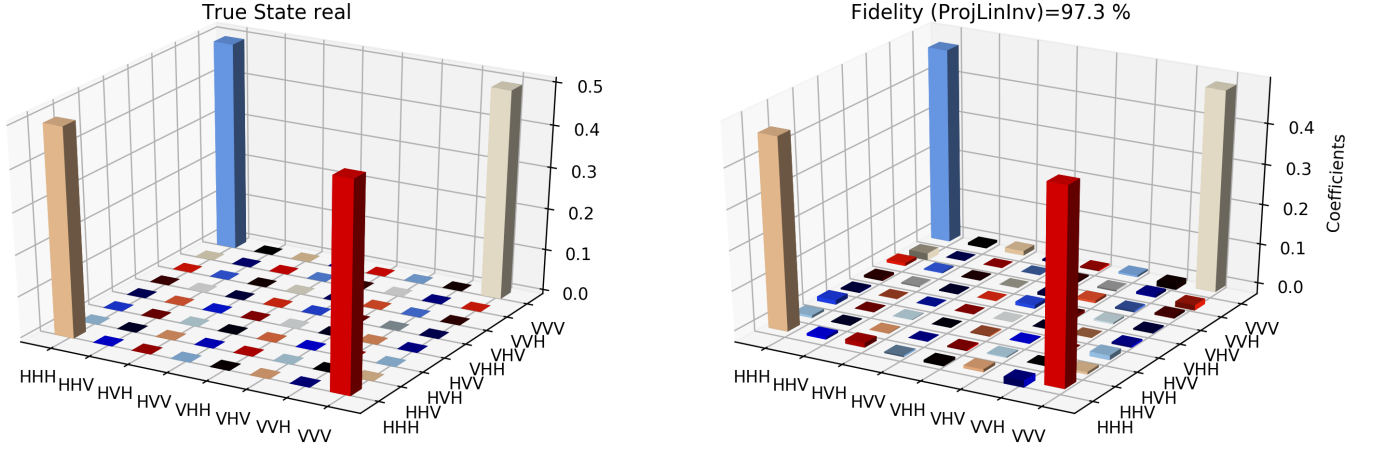 True State real
0.5
0.4
0.3
0.2
0.1
0.0
HHH
HHV
HVH
HVV
VHH
VHV
VVH
VVV
HHH
HHV
HVH
HVV
VHH
VHV
VVH
VVV
Fidelity (ProjLinInv)=97.3 %
0.4
0.3
0.2
0.1
0.0
Coefficients
HHH
HHV
HVH
HVV
VHH
VHV
VVH
VVV
HHH
HHV
HVH
HVV
VHH
VHV
VVH
VVV